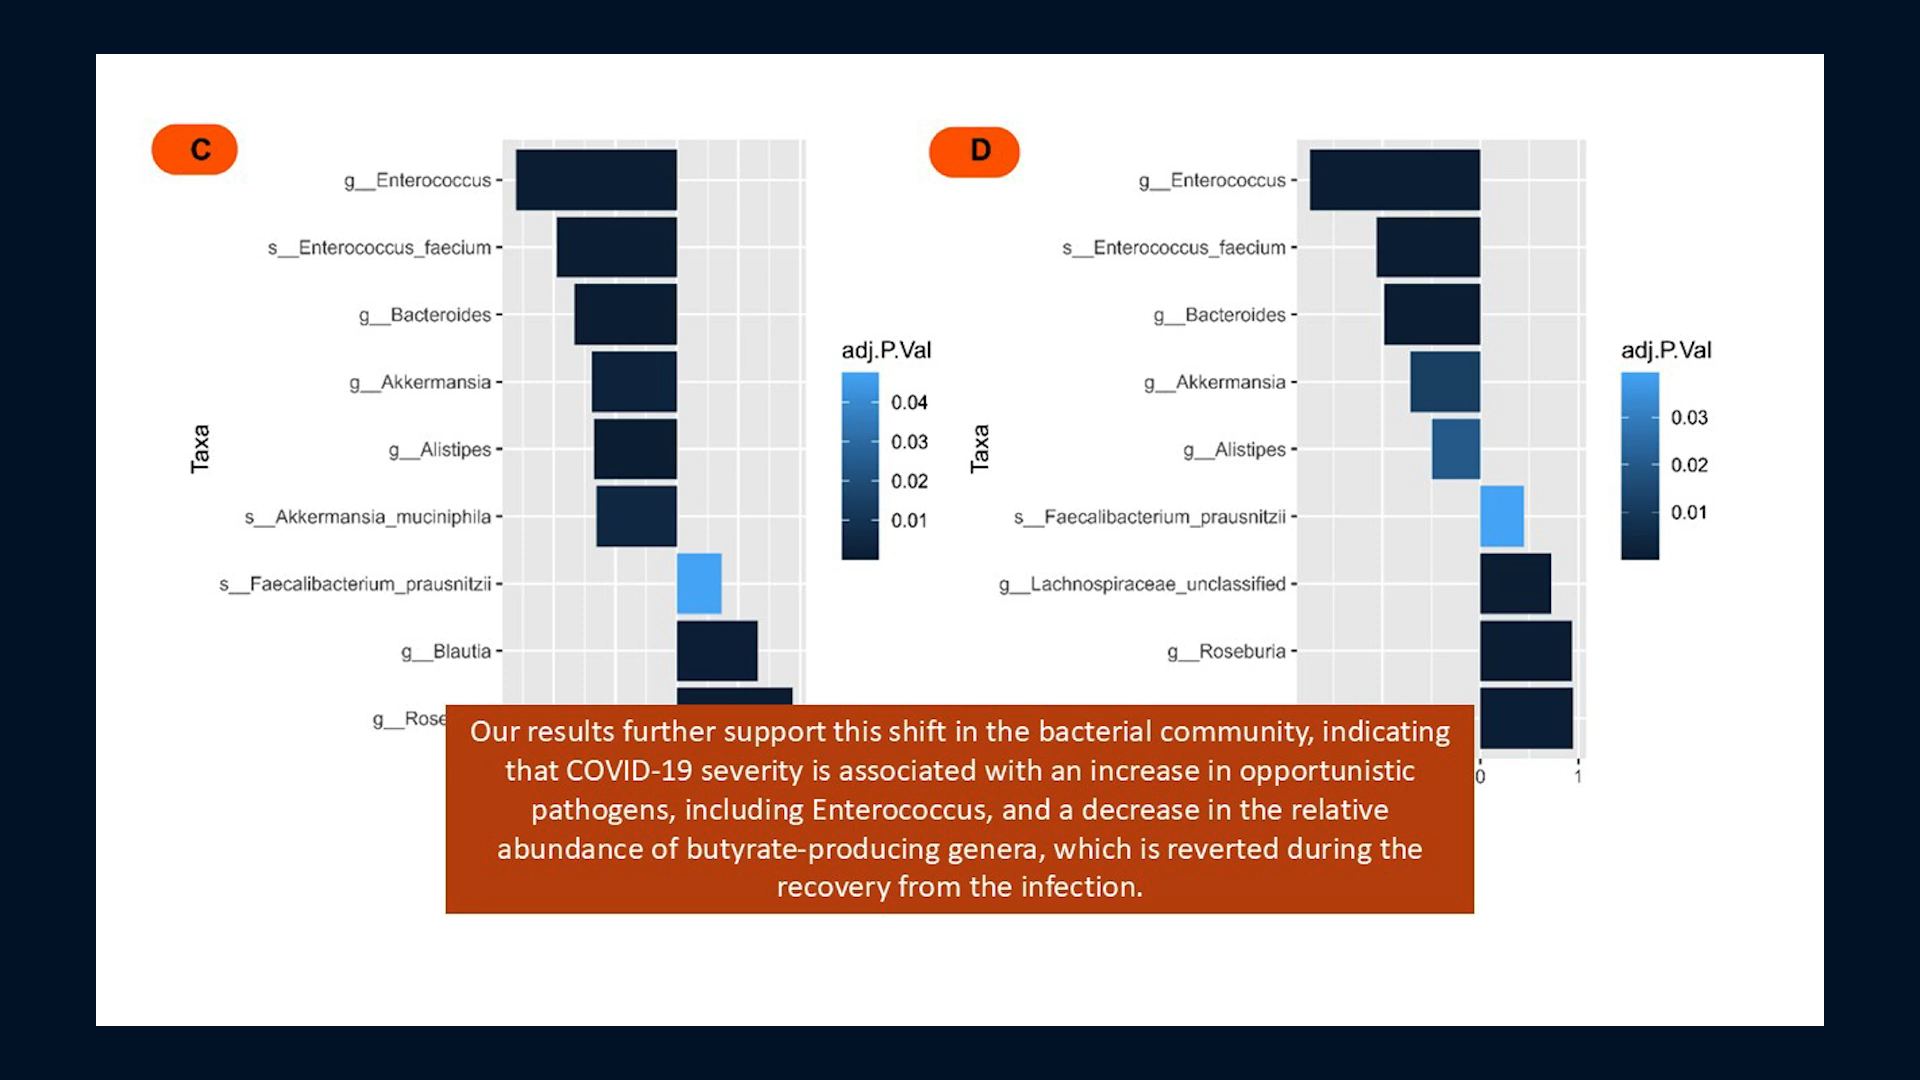 C
g__Enterococcus
s__Enterococcus_faecium
g__Bacteroides
g__Akkermansia
g__Alistipes
s__Akkermansia_muciniphila
s__Faecalibacterium_prausnitzii
g__Blautia
g__Rose
Taxa
adj.P.Val
0.04
0.03
0.02
0.01
D
g__Enterococcus
s__Enterococcus_faecium
g__Bacteroides
g__Akkermansia
g__Alistipes
s__Faecalibacterium_prausnitzii
g__Lachnospiraceae_unclassified
g__Roseburia
Taxa
0 1
adj.P.Val
0.03
0.02
0.01
Our results further support this shift in the bacterial community, indicating
that COVID-19 severity is associated with an increase in opportunistic
pathogens, including Enterococcus, and a decrease in the relative
abundance of butyrate-producing genera, which is reverted during the
recovery from the infection.